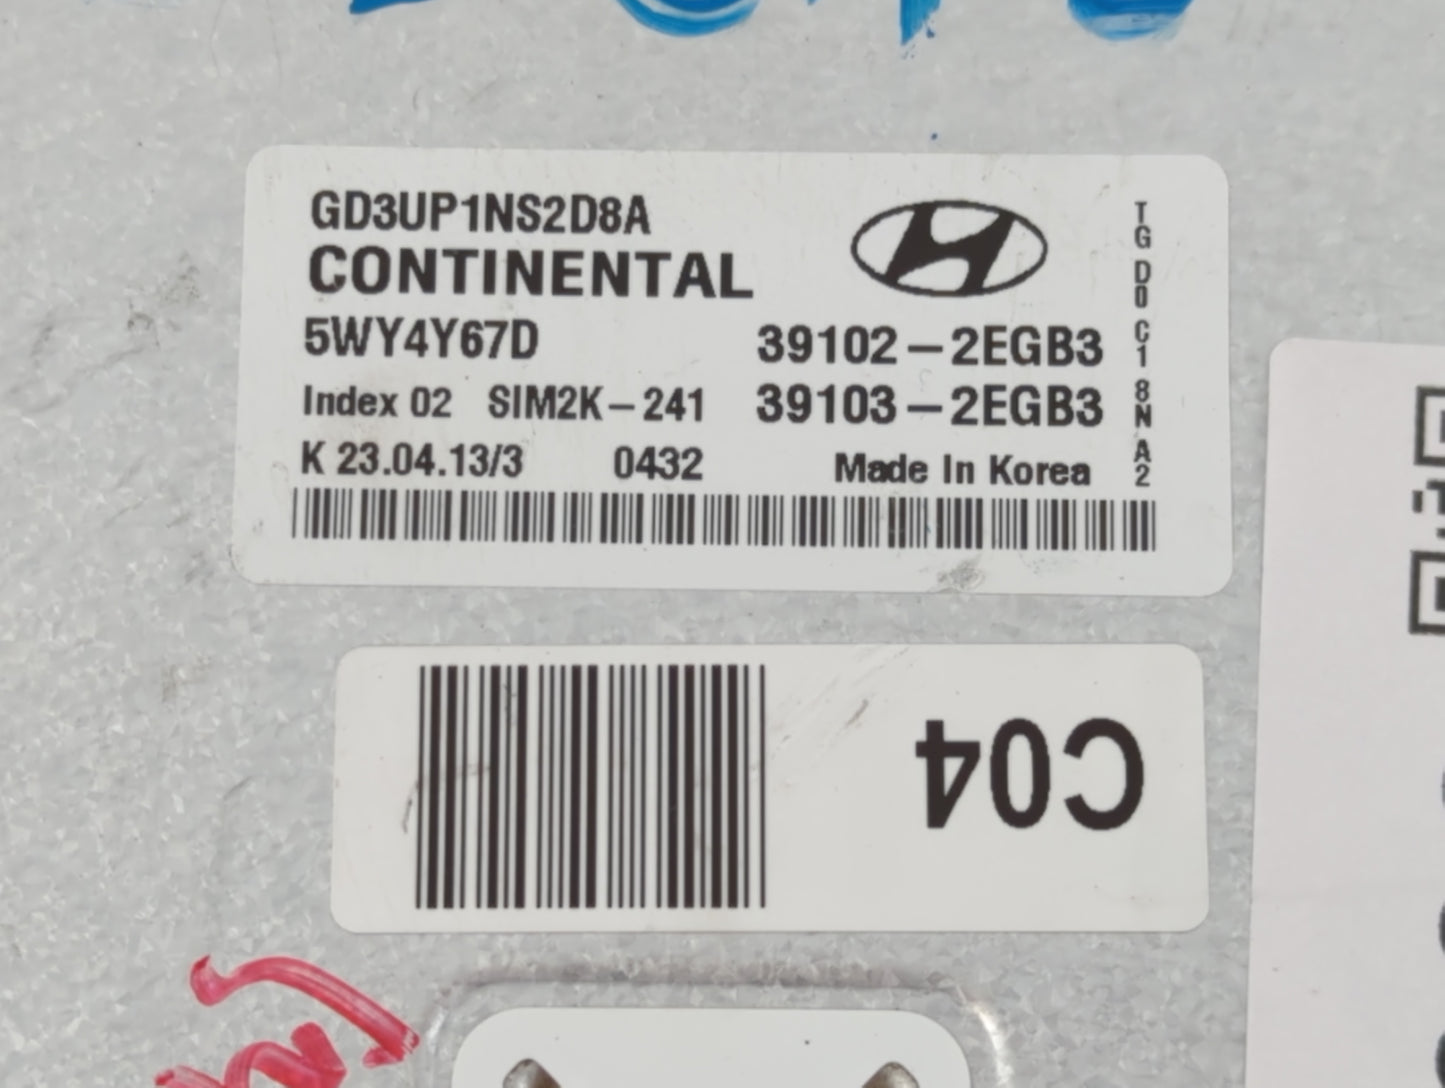 GD3UP1NS2D8A
CONTINENTAL
5WY4Y67D 39102-2EGB3
Index 02 SIM2K-241 39103-2EGB3
K 23.04.13/3 0432 Made In Korea
TG D0 C1 8N A2
C04